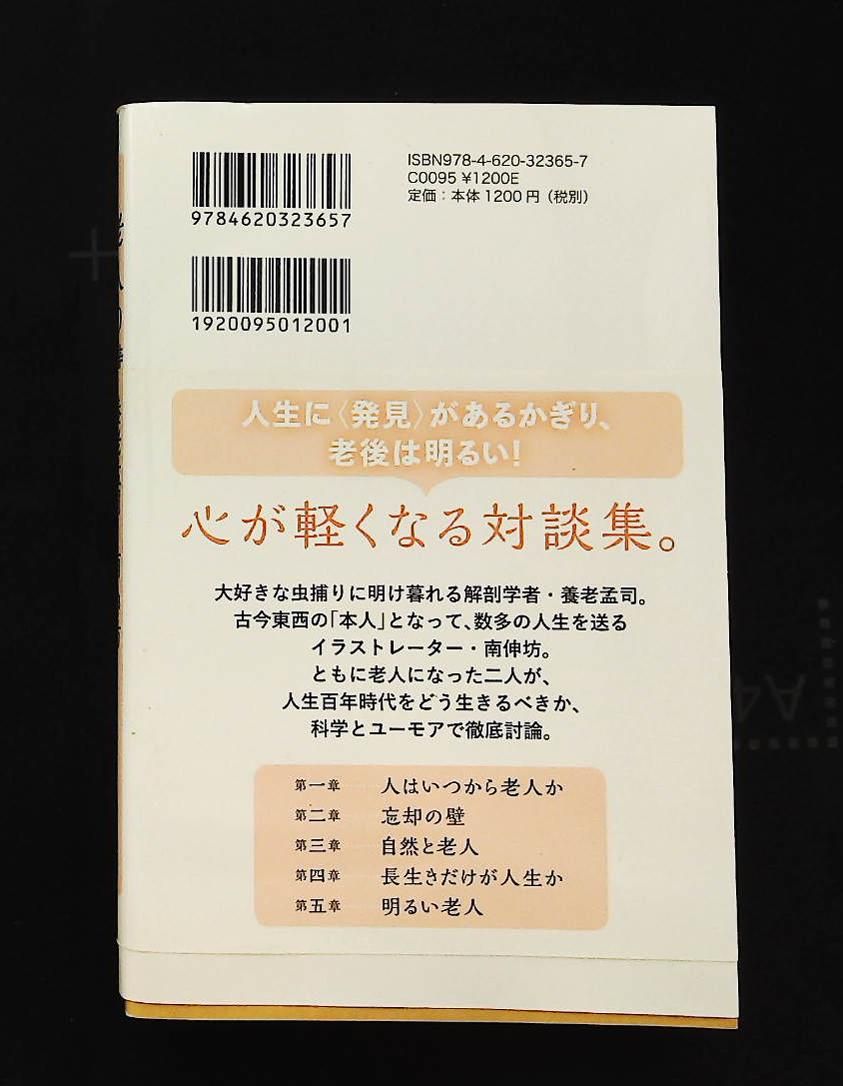 ISBN978-4-620-32365-7
C0095 ¥1200E
定価:本体1200円(税別)
9784620323657
1920095012001
人生に〈発見〉があるかぎり、
老後は明るい!
心が軽くなる対談集。
大好きな虫捕りに明け暮れる解剖学者・養老孟司。
古今東西の「本人」となって、数多の人生を送る
イラストレーター・南伸坊。
ともに老人になった二人が、
人生百年時代をどう生きるべきか、
科学とユーモアで徹底討論。
第一章 人はいつから老人か
第二章 忘却の壁
第三章 自然と老人
第四章 長生きだけが人生か
第五章 明るい老人
A4